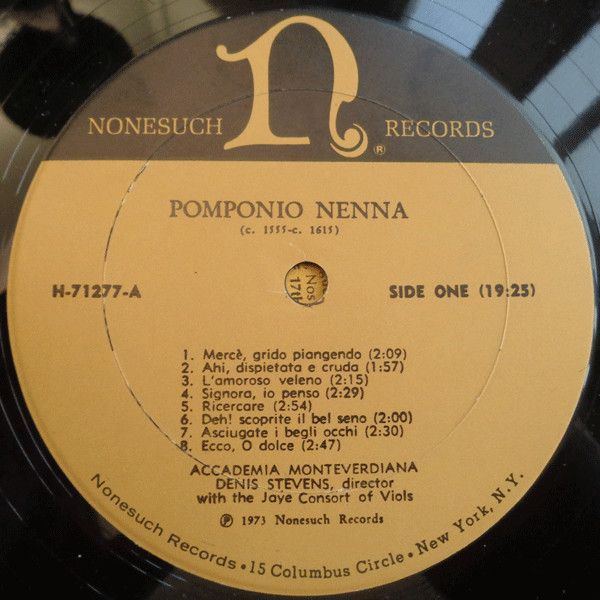 n
NONESUCH RECORDS
®
POMPONIO NENNA
(c. 1555-c. 1615)
H-71277-A
SIDE ONE (19:25)
Nos
17th
1. Mercè, grido piangendo (2:09)
2. Ahi, dispietata e cruda (1:57)
3. L'amoroso veleno (2:15)
4. Signora, io penso (2:29)
5. Ricercare (2:54)
6. Deh! scoprite il bel seno (2:00)
7. Asciugate i begli occhi (2:30)
8. Ecco, O dolce (2:47)
ACCADEMIA MONTEVERDIANA
DENIS STEVENS, director
with the Jaye Consort of Viols
℗ 1973 Nonesuch Records
Nonesuch Records • 15 Columbus Circle • New York, N.Y.